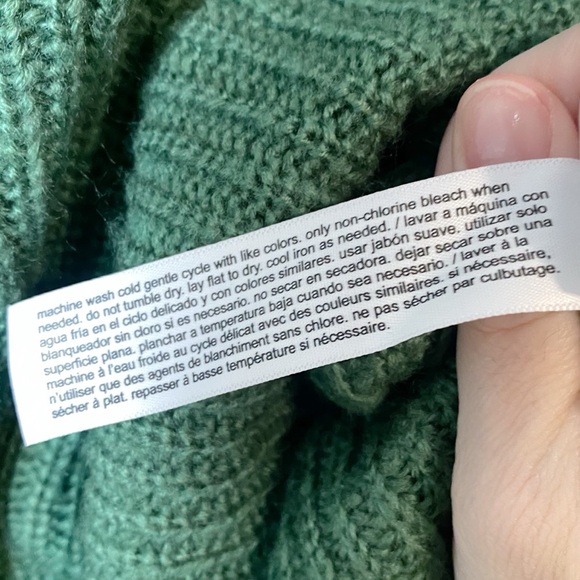 machine wash cold gentle cycle with like colors. only non-chlorine bleach when
needed. do not tumble dry. lay flat to dry. cool iron as needed. / lavar a máquina con
agua fría en el ciclo delicado y con colores similares. usar jabón suave. utilizar solo
blanqueador sin cloro si es necesario. no secar en secadora. dejar secar sobre una
superficie plana. planchar a temperatura baja cuando sea necesario. / laver à la
machine à l'eau froide au cycle délicat avec des couleurs similaires. si nécessaire,
n'utiliser que des agents de blanchiment sans chlore. ne pas sécher par culbutage.
sécher à plat. repasser à basse température si nécessaire.